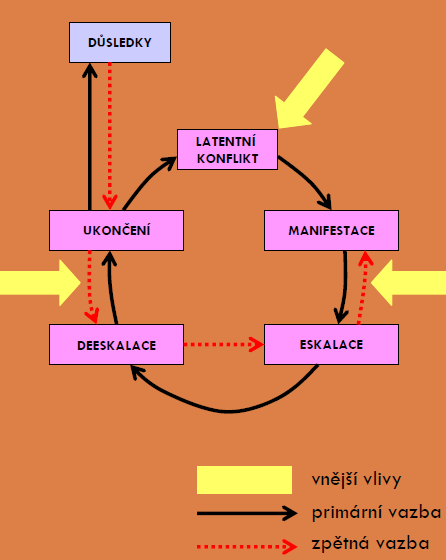 DŮSLEDKY
LATENTNÍ
KONFLIKT
UKONČENÍ
MANIFESTACE
DEESKALACE
ESKALACE
vnější vlivy
primární vazba
zpětná vazba